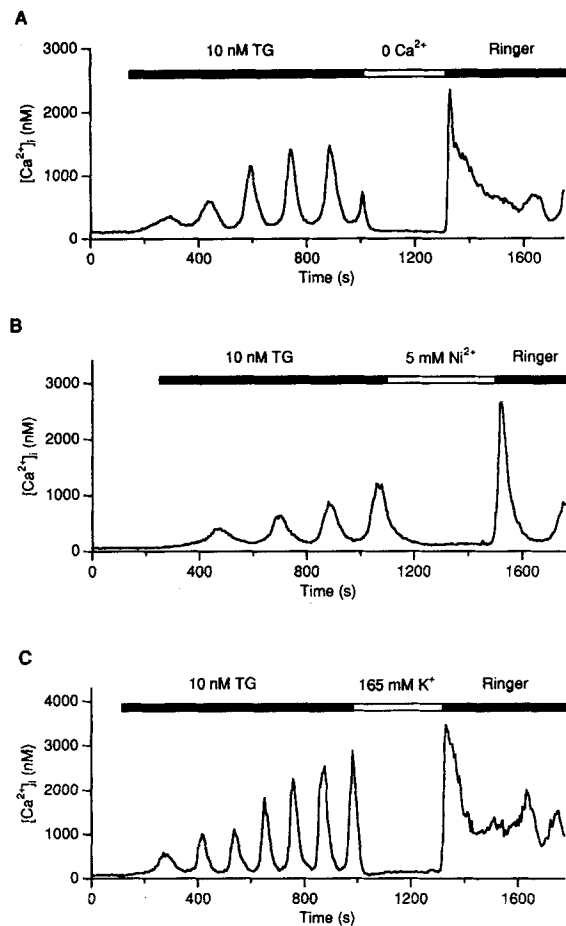 A
10 nM TG 0 Ca²⁺ Ringer
3000
2000
1000
0
[Ca²⁺]ᵢ (nM)
0 400 800 1200 1600
Time (s)
B
10 nM TG 5 mM Ni²⁺ Ringer
3000
2000
1000
0
[Ca²⁺]ᵢ (nM)
0 400 800 1200 1600
Time (s)
C
10 nM TG 165 mM K⁺ Ringer
4000
3000
2000
1000
0
[Ca²⁺]ᵢ (nM)
0 400 800 1200 1600
Time (s)